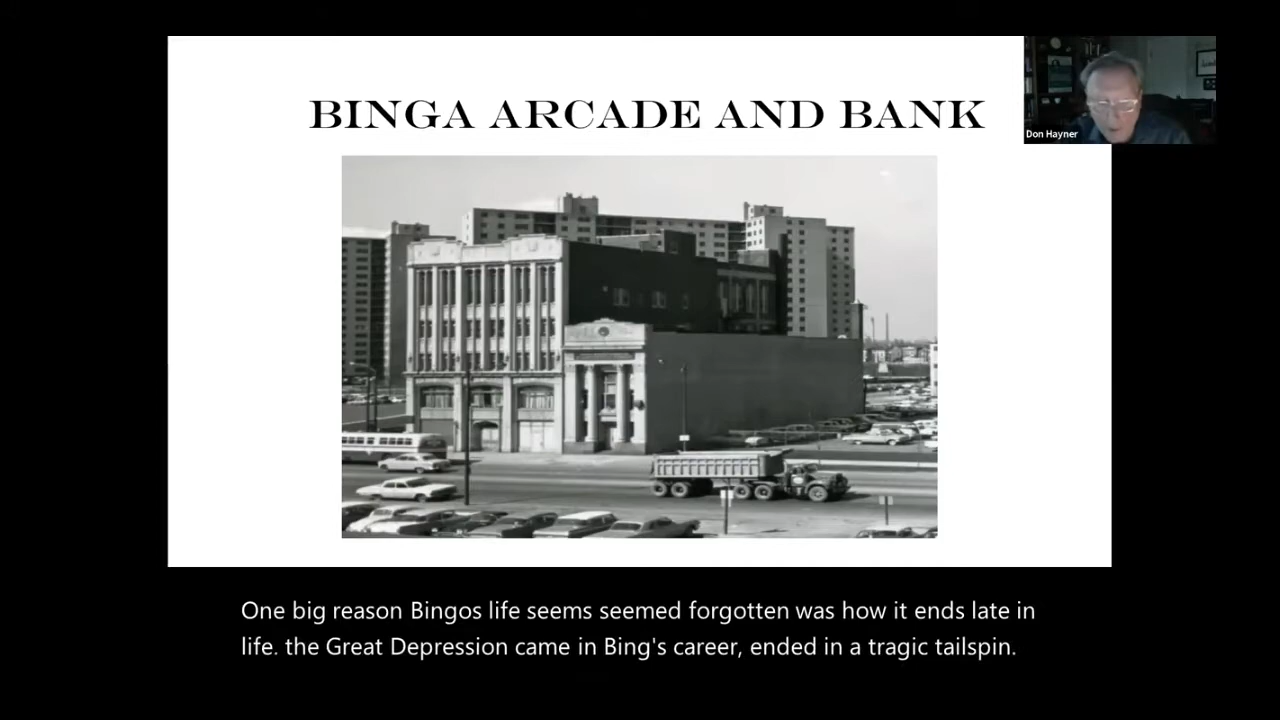 BINGA ARCADE AND BANK
Don Hayner
One big reason Bingos life seems seemed forgotten was how it ends late in
life. the Great Depression came in Bing's career, ended in a tragic tailspin.